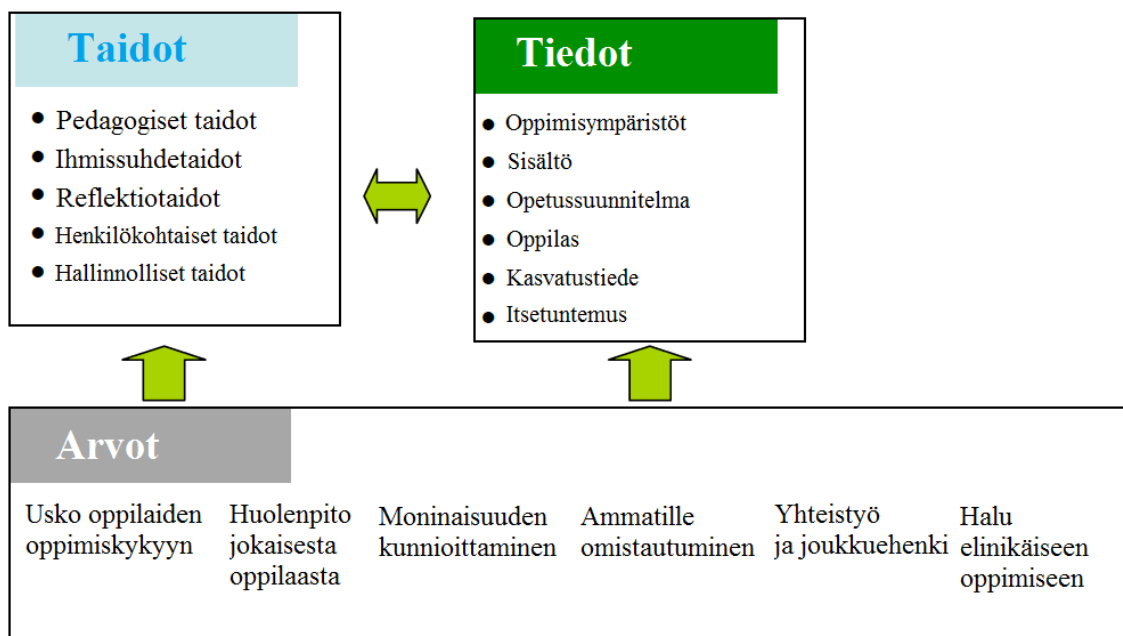 Taidot
• Pedagogiset taidot
• Ihmissuhdetaidot
• Reflektiotaidot
• Henkilökohtaiset taidot
• Hallinnolliset taidot
Tiedot
• Oppimisympäristöt
• Sisältö
• Opetussuunnitelma
• Oppilas
• Kasvatustiede
• Itsetuntemus
Arvot
Usko oppilaiden
oppimiskykyyn
Huolenpito
jokaisesta
oppilaasta
Moninaisuuden
kunnioittaminen
Ammatille
omistautuminen
Yhteistyö
ja joukkuehenki
Halu
elinikäiseen
oppimiseen